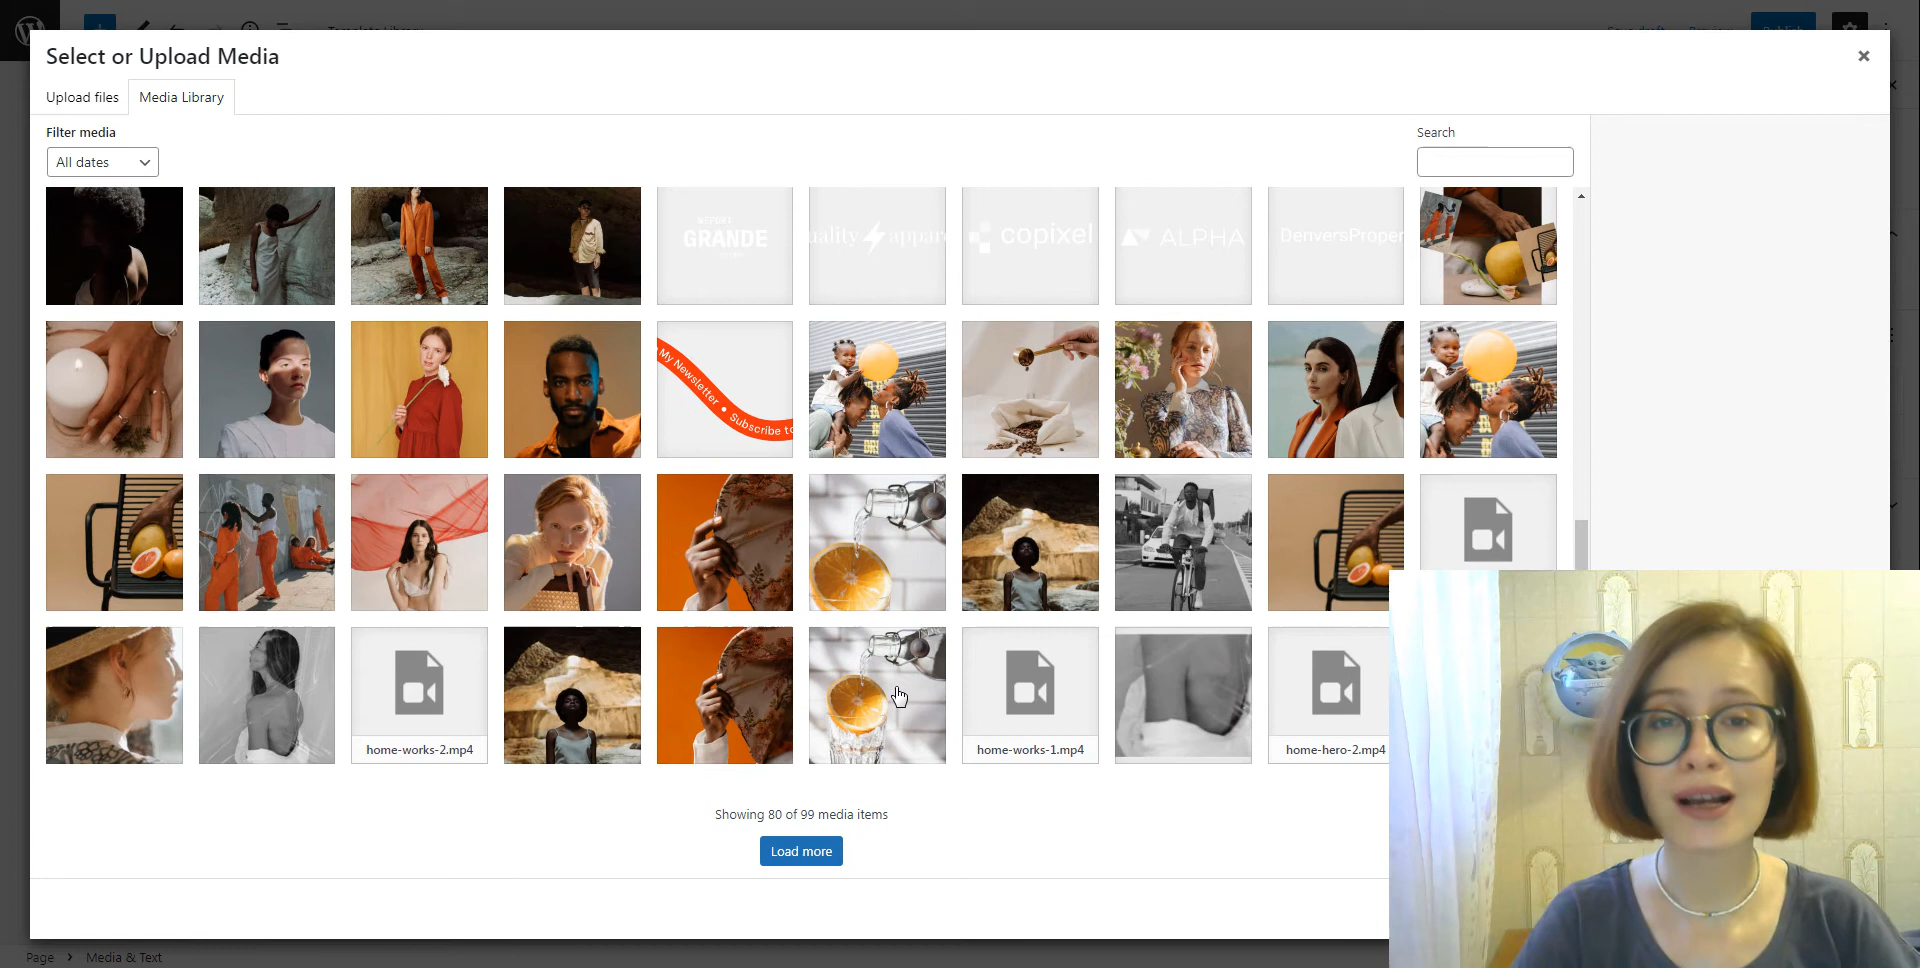 Select or Upload Media
Upload files
Media Library
Filter media
Search
All dates
GRANDE
uality appare
copixel
ALPHA
DenversProper
My Newsletter • Subscribe to
home-works-2.mp4
home-works-1.mp4
home-hero-2.mp4
Showing 80 of 99 media items
Load more
Page > Media & Text